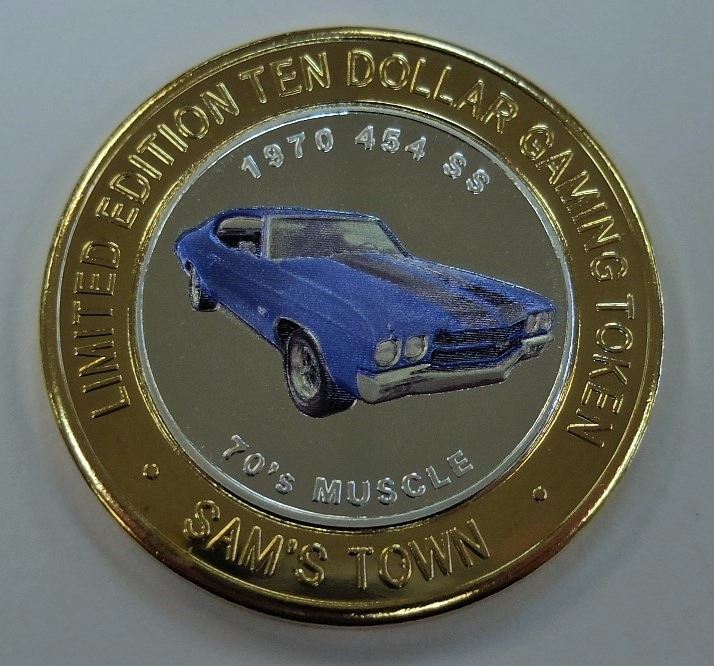 LIMITED EDITION TEN DOLLAR GAMING TOKEN
1970 454 SS
70's MUSCLE
SAM'S TOWN